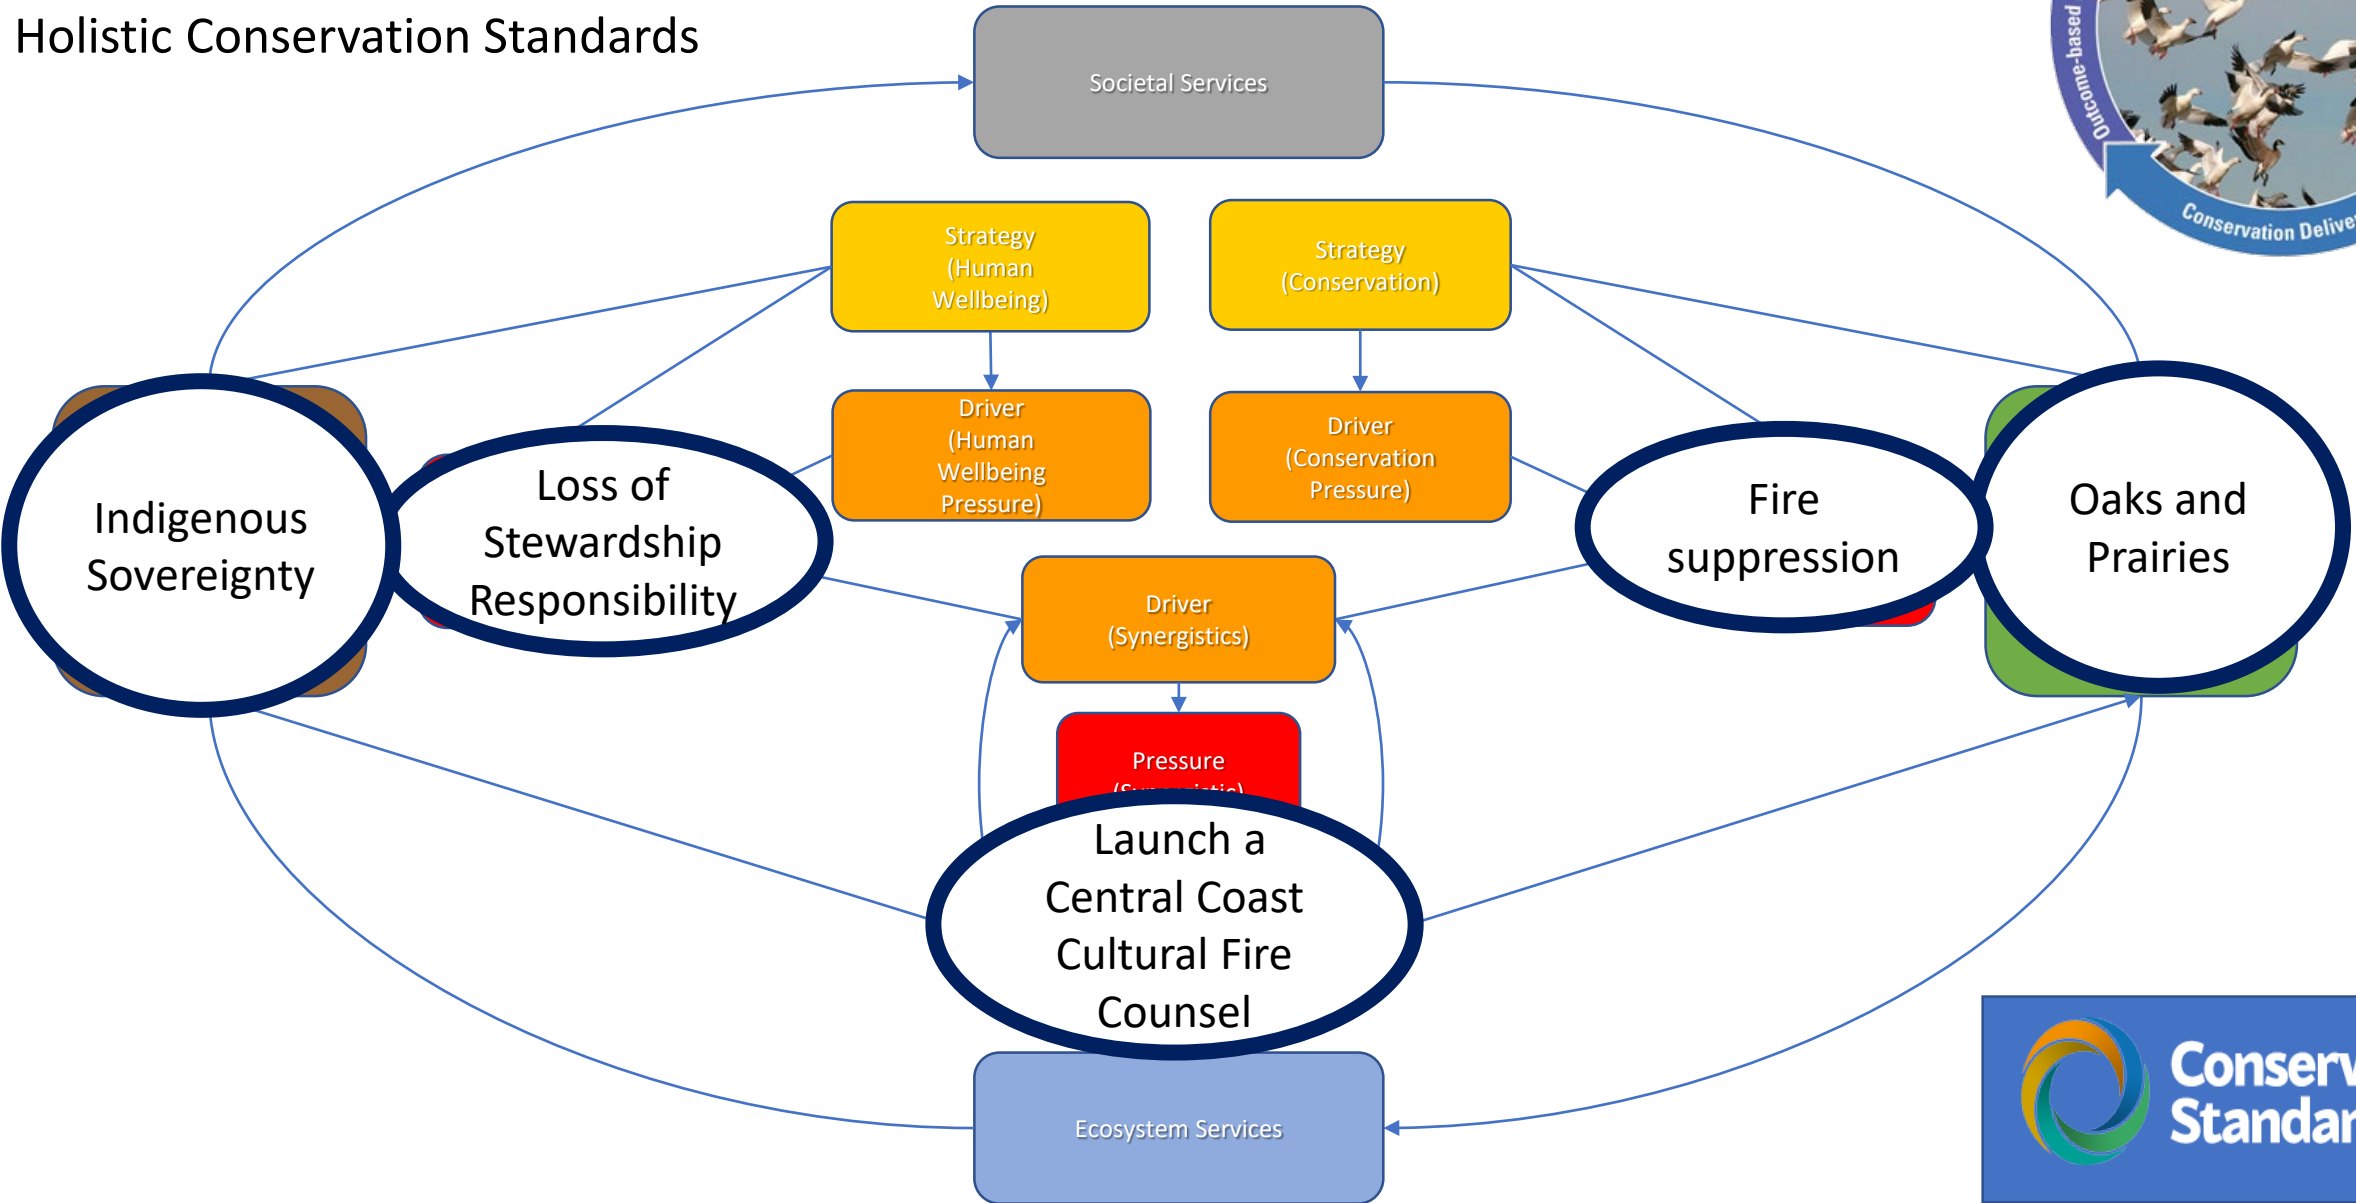 Holistic Conservation Standards
Societal Services
Outcome-based
Conservation
Strategy
(Human
Wellbeing)
Strategy
(Conservation)
Driver
(Human
Wellbeing
Pressure)
Driver
(Conservation
Pressure)
Indigenous
Sovereignty
Loss of
Stewardship
Responsibility
Fire
suppression
Oaks and
Prairies
Driver
(Synergistics)
Pressure
(Synergistic)
Launch a
Central Coast
Cultural Fire
Counsel
Ecosystem Services
Conserv
Standar